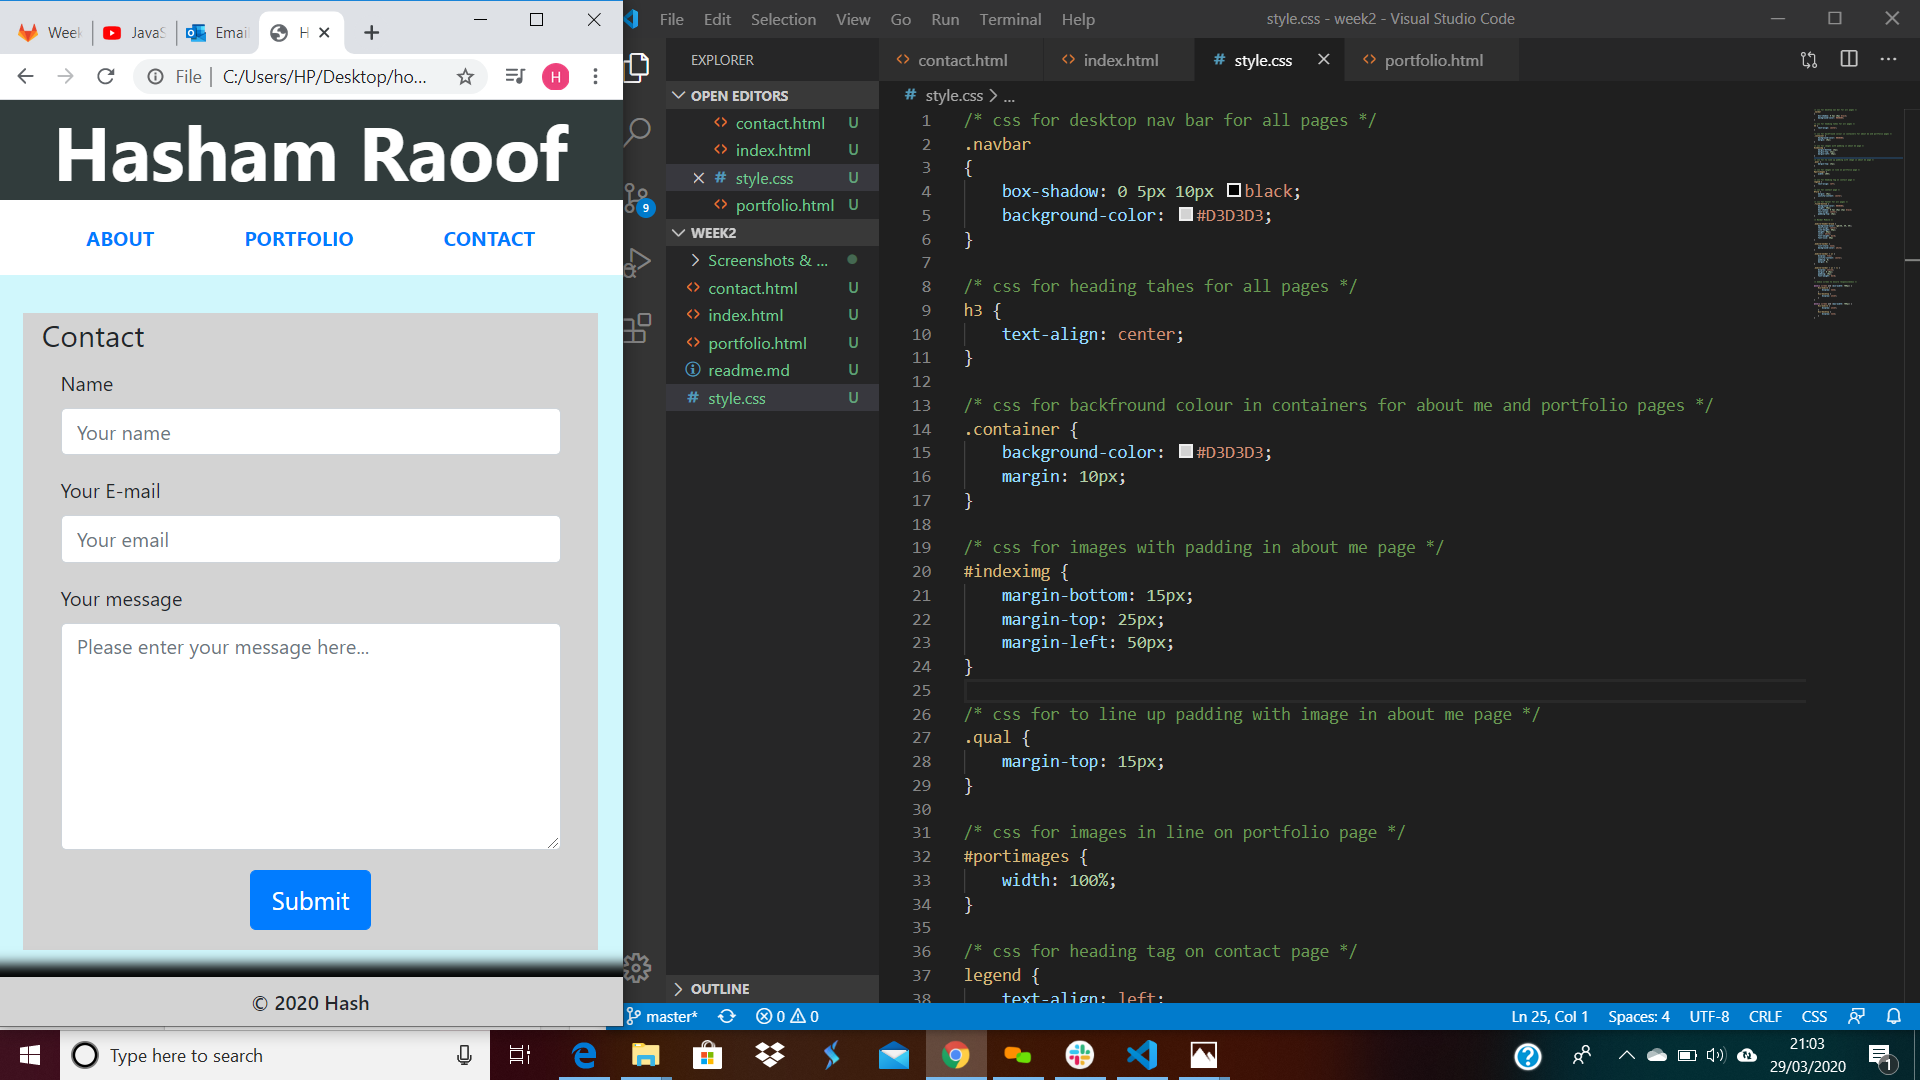 Week
JavaS
Email
H
File
C:/Users/HP/Desktop/ho...
H
Hasham Raoof
ABOUT PORTFOLIO CONTACT
Contact
Name
Your name
Your E-mail
Your email
Your message
Please enter your message here...
Submit
© 2020 Hash
File Edit Selection View Go Run Terminal Help
style.css - week2 - Visual Studio Code
EXPLORER
OPEN EDITORS
contact.html U
index.html U
style.css U
portfolio.html U
WEEK2
Screenshots & ...
contact.html U
index.html U
portfolio.html U
readme.md U
style.css U
OUTLINE
9
contact.html index.html style.css portfolio.html
# style.css > ...
1 /* css for desktop nav bar for all pages */
2 .navbar
3 {
4 box-shadow: 0 5px 10px black;
5 background-color: #D3D3D3;
6 }
7
8 /* css for heading tahes for all pages */
9 h3 {
10 text-align: center;
11 }
12
13 /* css for backfround colour in containers for about me and portfolio pages */
14 .container {
15 background-color: #D3D3D3;
16 margin: 10px;
17 }
18
19 /* css for images with padding in about me page */
20 #indeximg {
21 margin-bottom: 15px;
22 margin-top: 25px;
23 margin-left: 50px;
24 }
25
26 /* css for to line up padding with image in about me page */
27 .qual {
28 margin-top: 15px;
29 }
30
31 /* css for images in line on portfolio page */
32 #portimages {
33 width: 100%;
34 }
35
36 /* css for heading tag on contact page */
37 legend {
38 text-align: left;
master* 0 0
Ln 25, Col 1 Spaces: 4 UTF-8 CRLF CSS
Type here to search
21:03
29/03/2020
1